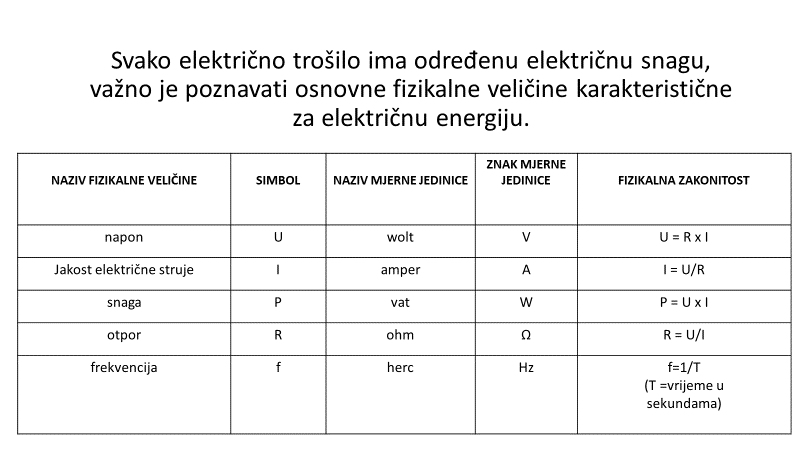 Svako električno trošilo ima određenu električnu snagu,
važno je poznavati osnovne fizikalne veličine karakteristične
za električnu energiju.
NAZIV FIZIKALNE VELIČINE SIMBOL NAZIV MJERNE JEDINICE ZNAK MJERNE JEDINICE FIZIKALNA ZAKONITOST
napon U wolt V U = R x I
Jakost električne struje I amper A I = U/R
snaga P vat W P = U x I
otpor R ohm Ω R = U/I
frekvencija f herc Hz f=1/T
(T =vrijeme u
sekundama)